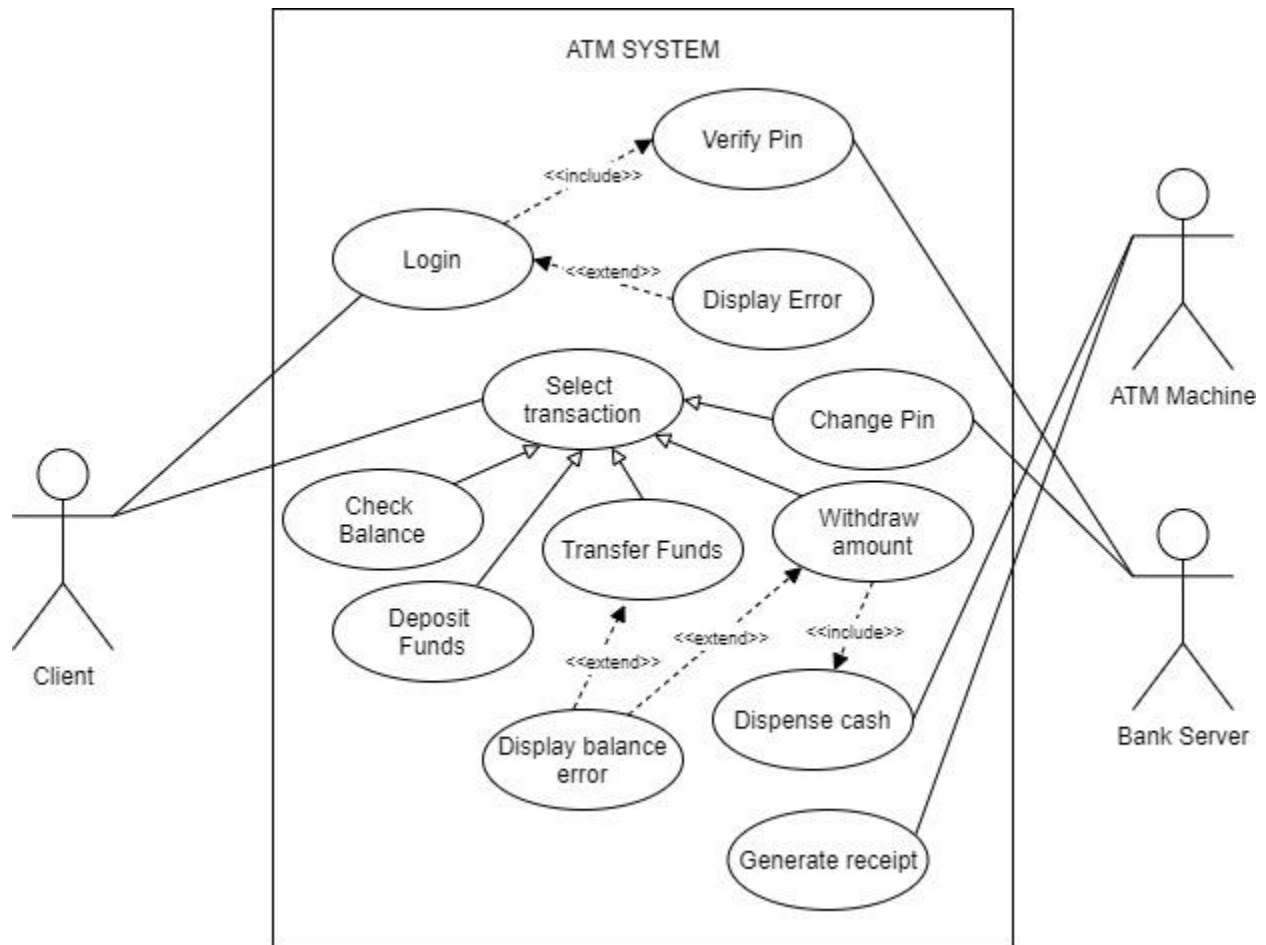 ATM SYSTEM
Verify Pin
<<include>>
Login
<<extend>>
Display Error
Select
transaction
Change Pin
ATM Machine
Check
Balance
Transfer Funds
Withdraw
amount
Deposit
Funds
<<extend>>
<<extend>>
<<include>>
Client
Display balance
error
Dispense cash
Bank Server
Generate receipt